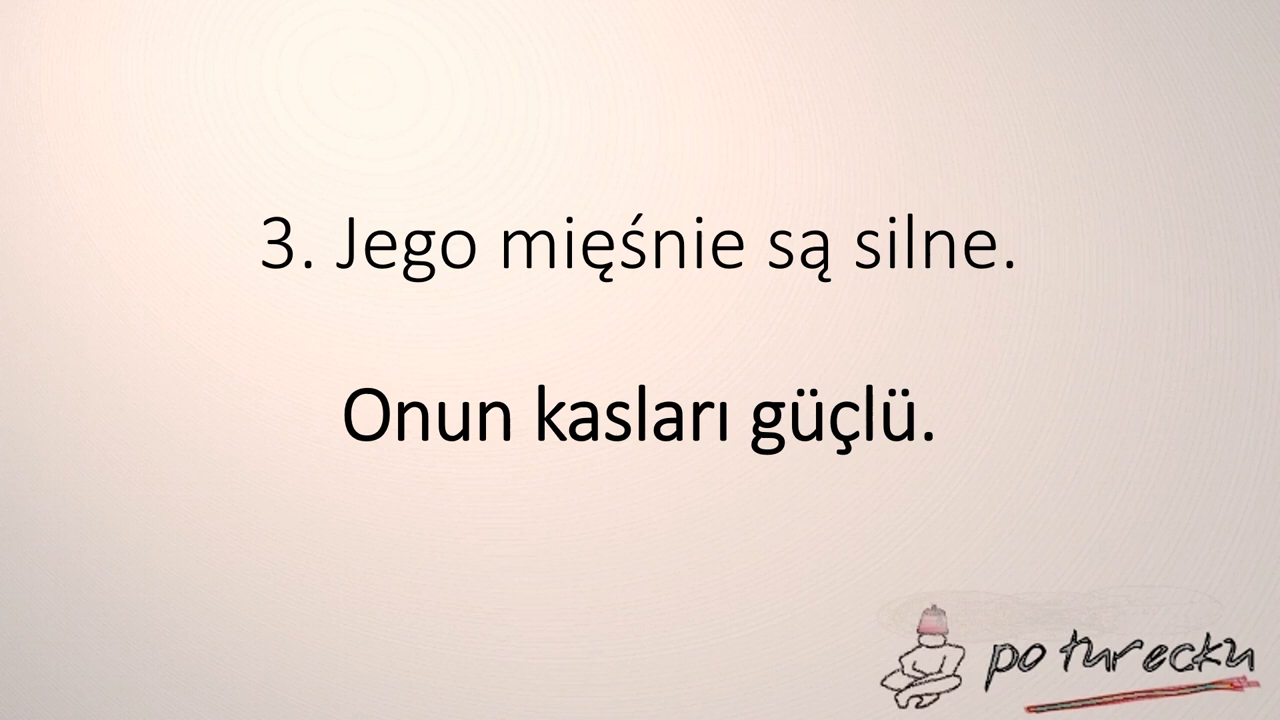 3. Jego mięśnie są silne.
Onun kasları güçlü.
po turecku